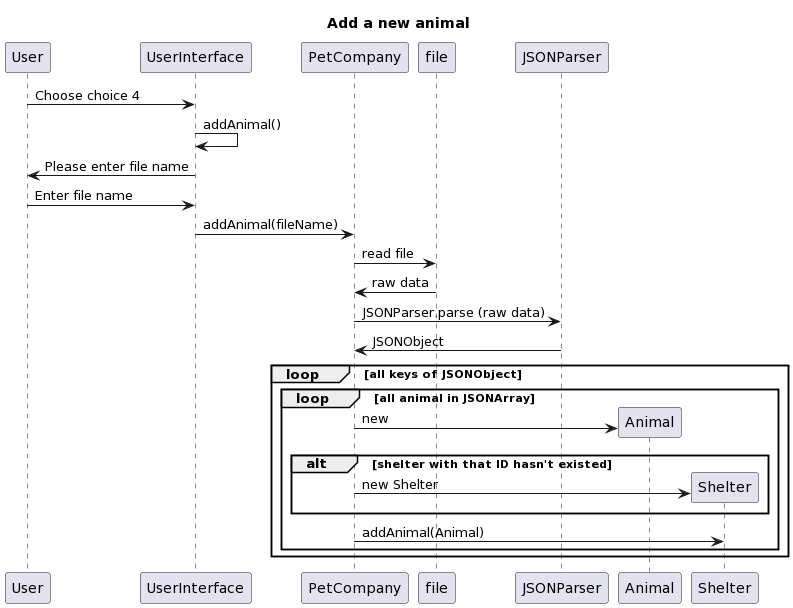 Add a new animal
User UserInterface PetCompany file JSONParser
Choose choice 4
addAnimal()
Please enter file name
Enter file name
addAnimal(fileName)
read file
raw data
JSONParser.parse (raw data)
JSONObject
loop [all keys of JSONObject]
loop [all animal in JSONArray]
new Animal
alt [shelter with that ID hasn't existed]
new Shelter Shelter
addAnimal(Animal)
User UserInterface PetCompany file JSONParser Animal Shelter